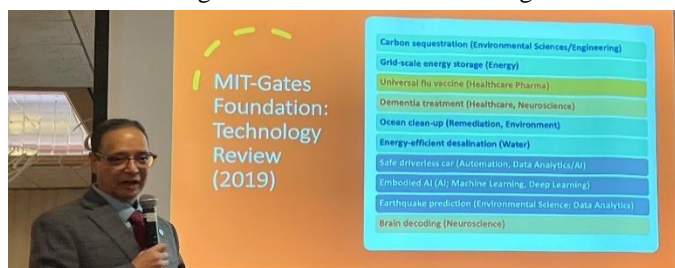 MIT-Gates
Foundation:
Technology
Review
(2019)
Carbon sequestration (Environmental Sciences/Engineering)
Grid-scale energy storage (Energy)
Universal flu vaccine (Healthcare Pharma)
Dementia treatment (Healthcare, Neuroscience)
Ocean clean-up (Remediation, Environment)
Energy-efficient desalination (Water)
Safe driverless car (Automation, Data Analytics/AI)
Embodied AI (AI; Machine Learning, Deep Learning)
Earthquake prediction (Environmental Science; Data Analytics)
Brain decoding (Neuroscience)